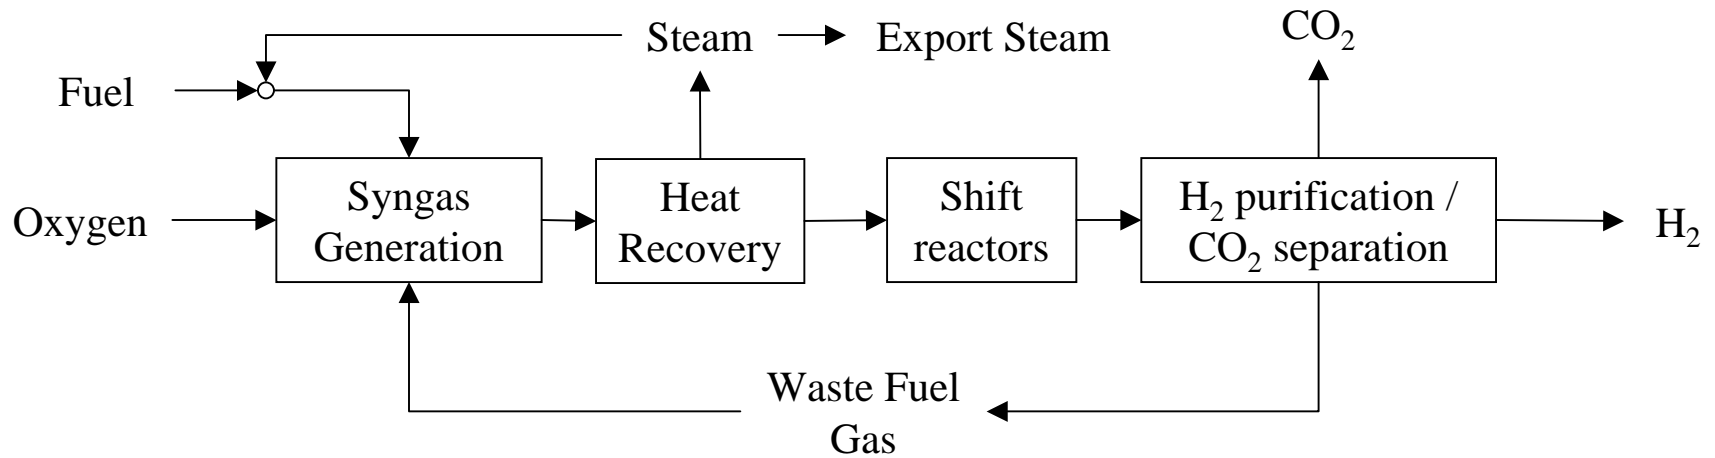 CO₂
Steam
Export Steam
Fuel
Oxygen
Syngas
Generation
Heat
Recovery
Shift
reactors
H₂ purification /
CO₂ separation
H₂
Waste Fuel
Gas